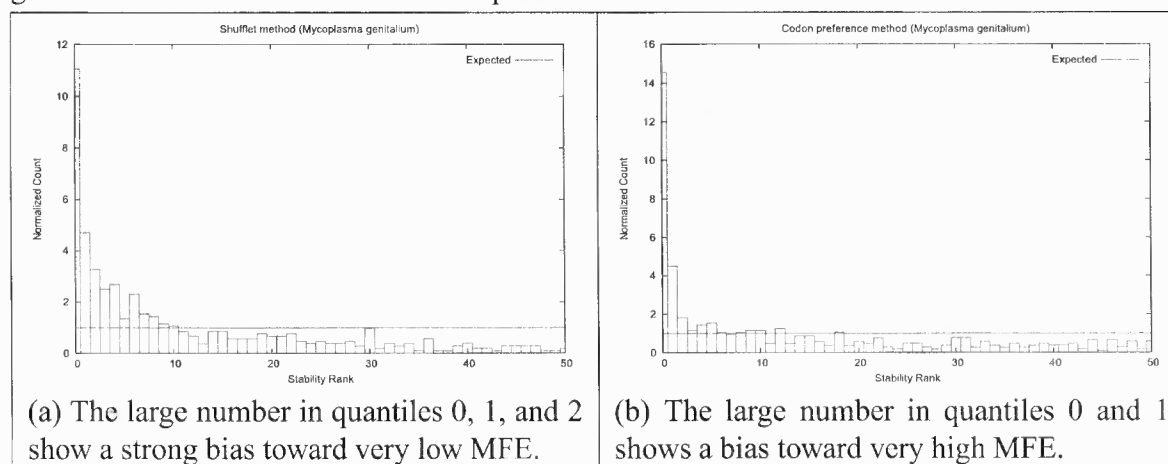 Shufflet method (Mycoplasma genitalium)
12
10
8
6
4
2
0
Normalized Count
Expected
0 10 20 30 40 50
Stability Rank
(a) The large number in quantiles 0, 1, and 2
show a strong bias toward very low MFE.
Codon preference method (Mycoplasma genitalium)
16
14
12
10
8
6
4
2
0
Normalized Count
Expected
0 10 20 30 40 50
Stability Rank
(b) The large number in quantiles 0 and 1
shows a bias toward very high MFE.